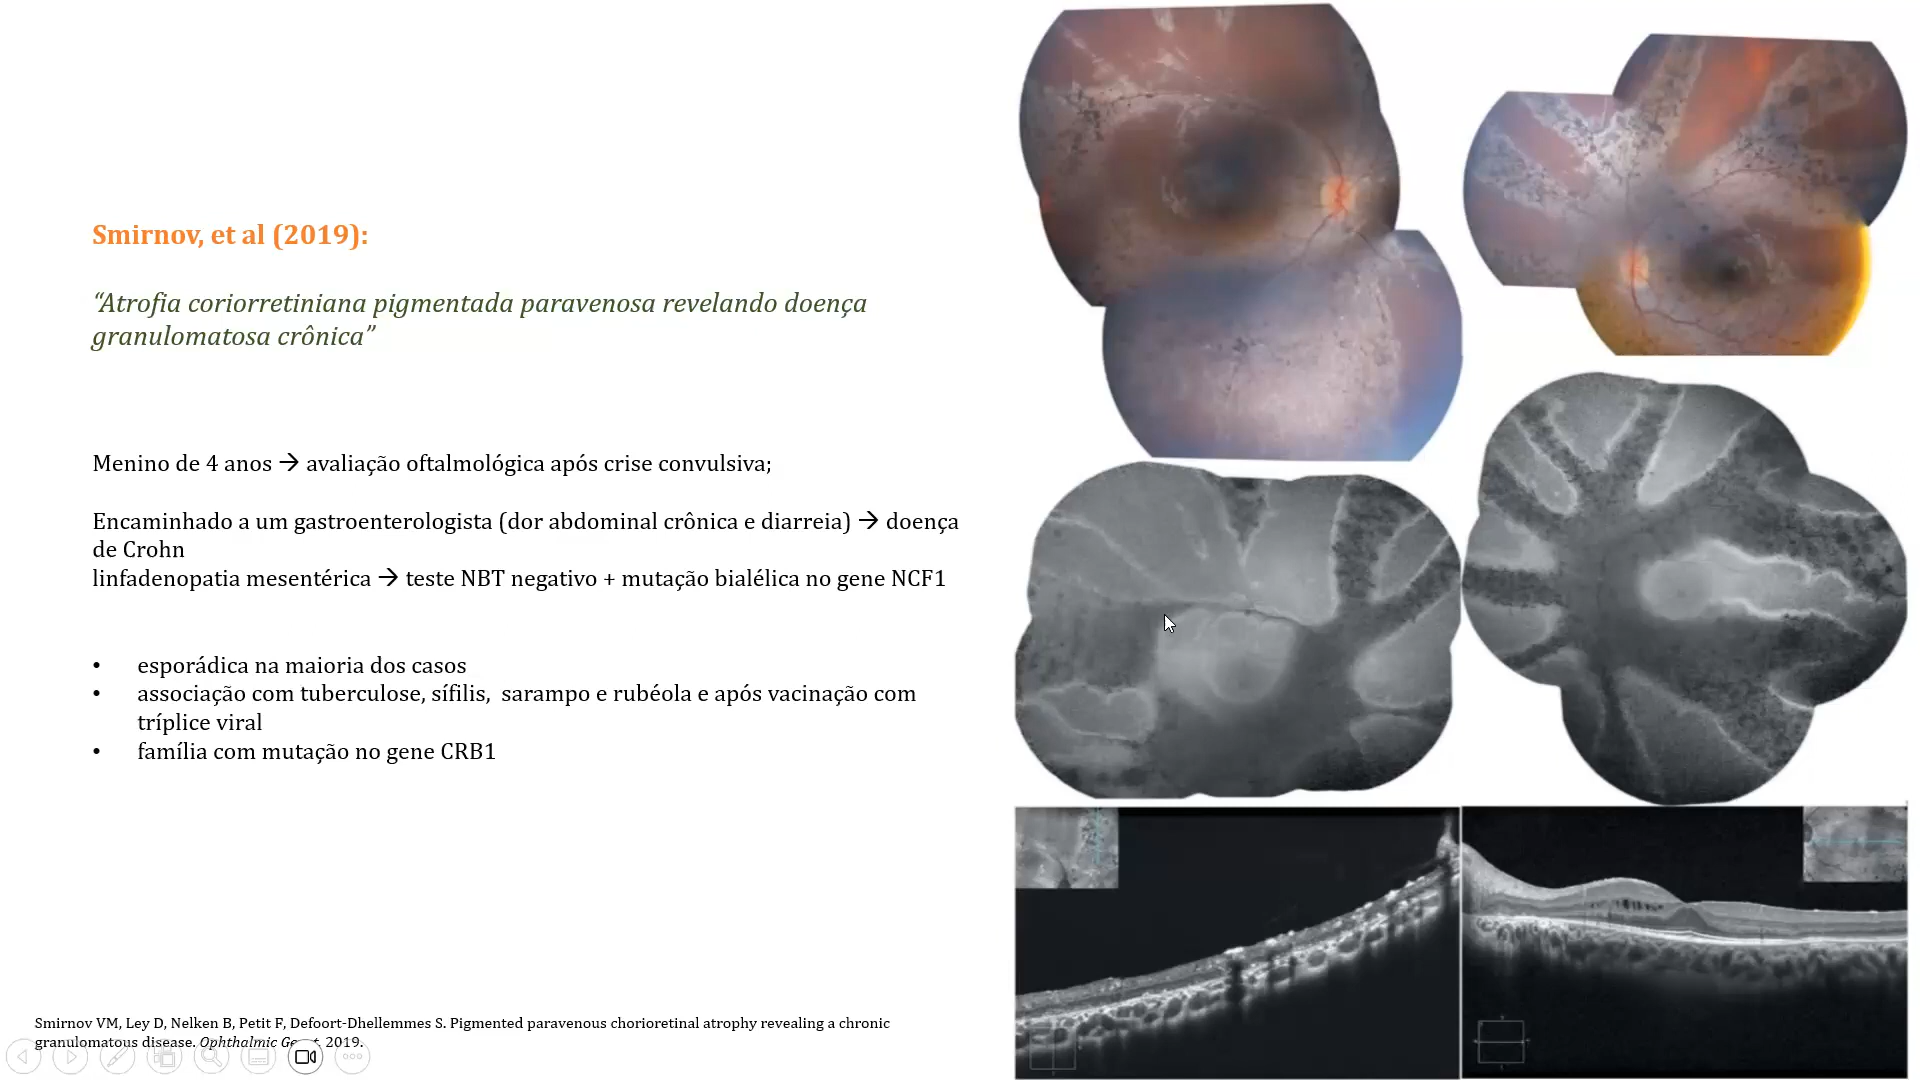 Smirnov, et al (2019):
“Atrofia coriorretiniana pigmentada paravenosa revelando doença
granulomatosa crônica”
Menino de 4 anos → avaliação oftalmológica após crise convulsiva;
Encaminhado a um gastroenterologista (dor abdominal crônica e diarreia) → doença
de Crohn
linfadenopatia mesentérica → teste NBT negativo + mutação bialélica no gene NCF1
• esporádica na maioria dos casos
• associação com tuberculose, sífilis, sarampo e rubéola e após vacinação com
tríplice viral
• família com mutação no gene CRB1
Smirnov VM, Ley D, Nelken B, Petit F, Defoort-Dhellemmes S. Pigmented paravenous chorioretinal atrophy revealing a chronic
granulomatous disease. Ophthalmic 2019.